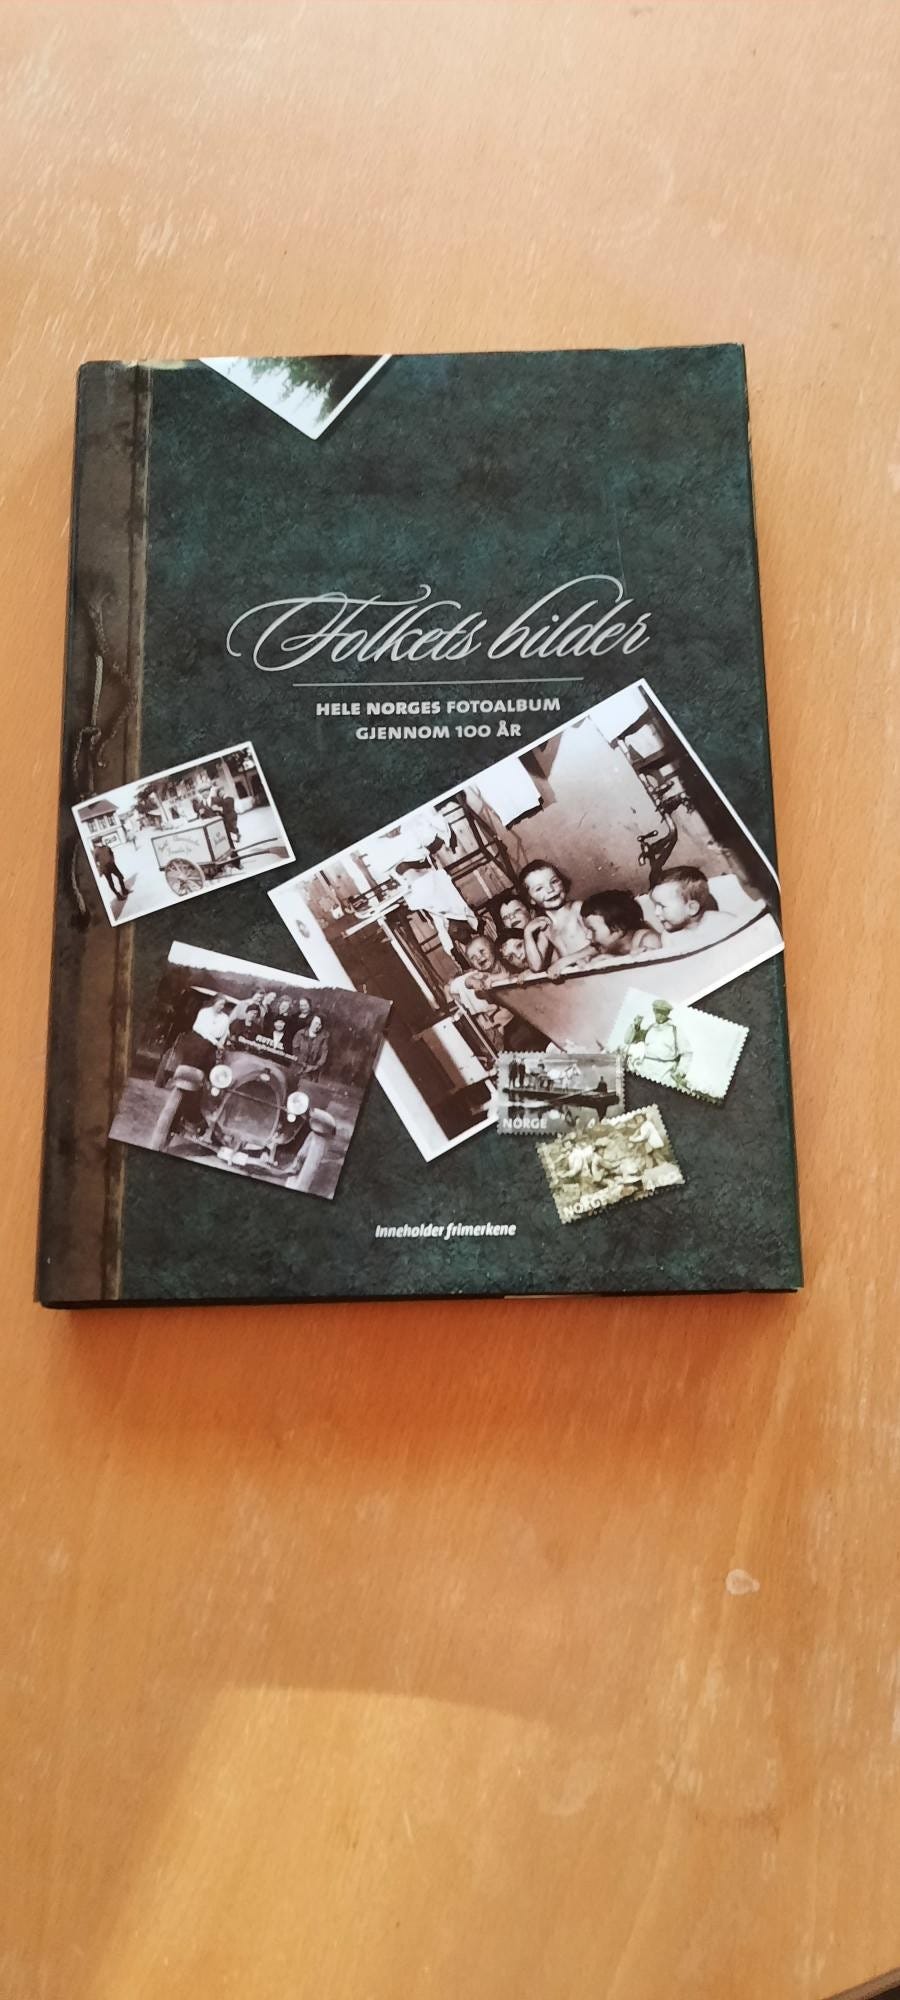 Folkets bilder
HELE NORGES FOTOALBUM
GJENNOM 100 ÅR
NORGE
NORGE
Inneholder frimerkene